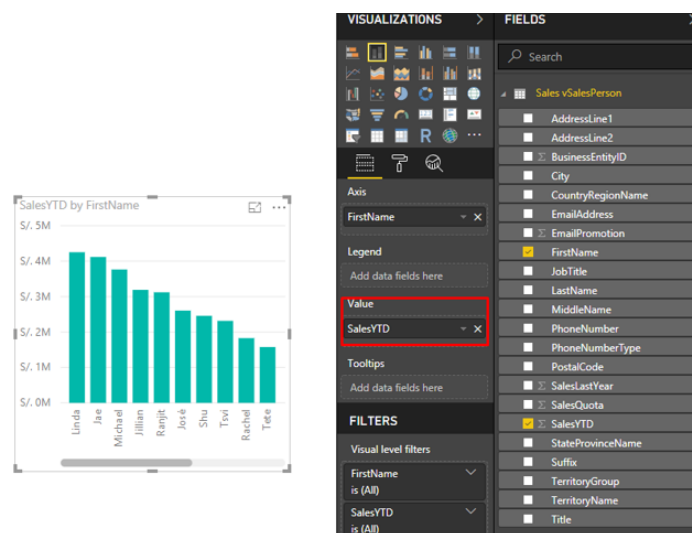 SalesYTD by FirstName
S/. 5M
S/. 4M
S/. 3M
S/. 2M
S/. 1M
S/. 0M
Linda
Jae
Michael
Jillian
Ranjit
José
Shu
Tsvi
Rachel
Tete
VISUALIZATIONS
R
Axis
FirstName
Legend
Add data fields here
Value
SalesYTD
Tooltips
Add data fields here
FILTERS
Visual level filters
FirstName
is (All)
SalesYTD
is (All)
FIELDS
Search
Sales vSalesPerson
AddressLine1
AddressLine2
Σ BusinessEntityID
City
CountryRegionName
EmailAddress
Σ EmailPromotion
FirstName
JobTitle
LastName
MiddleName
PhoneNumber
PhoneNumberType
PostalCode
Σ SalesLastYear
Σ SalesQuota
Σ SalesYTD
StateProvinceName
Suffix
TerritoryGroup
TerritoryName
Title